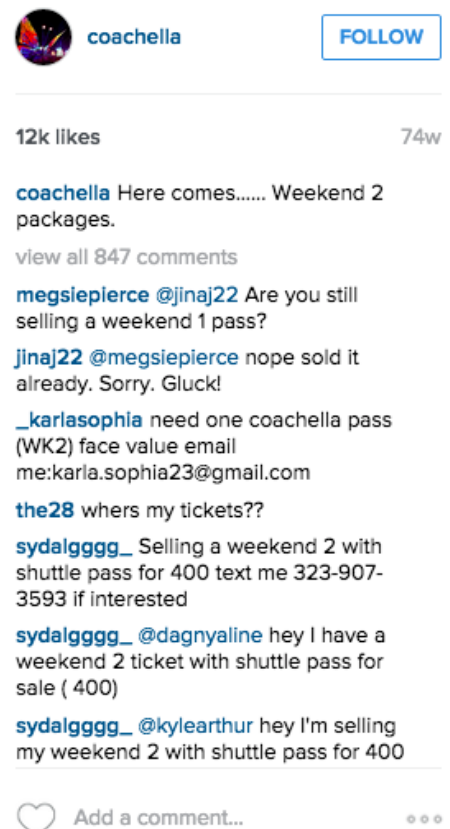 coachella
FOLLOW
12k likes
74w
coachella Here comes...... Weekend 2
packages.
view all 847 comments
megsiepierce @jinaj22 Are you still
selling a weekend 1 pass?
jinaj22 @megsiepierce nope sold it
already. Sorry. Gluck!
_karlasophia need one coachella pass
(WK2) face value email
me:karla.sophia23@gmail.com
the28 whers my tickets??
sydalgggg_ Selling a weekend 2 with
shuttle pass for 400 text me 323-907-
3593 if interested
sydalgggg_ @dagnyaline hey I have a
weekend 2 ticket with shuttle pass for
sale ( 400)
sydalgggg_ @kylearthur hey I'm selling
my weekend 2 with shuttle pass for 400
Add a comment...